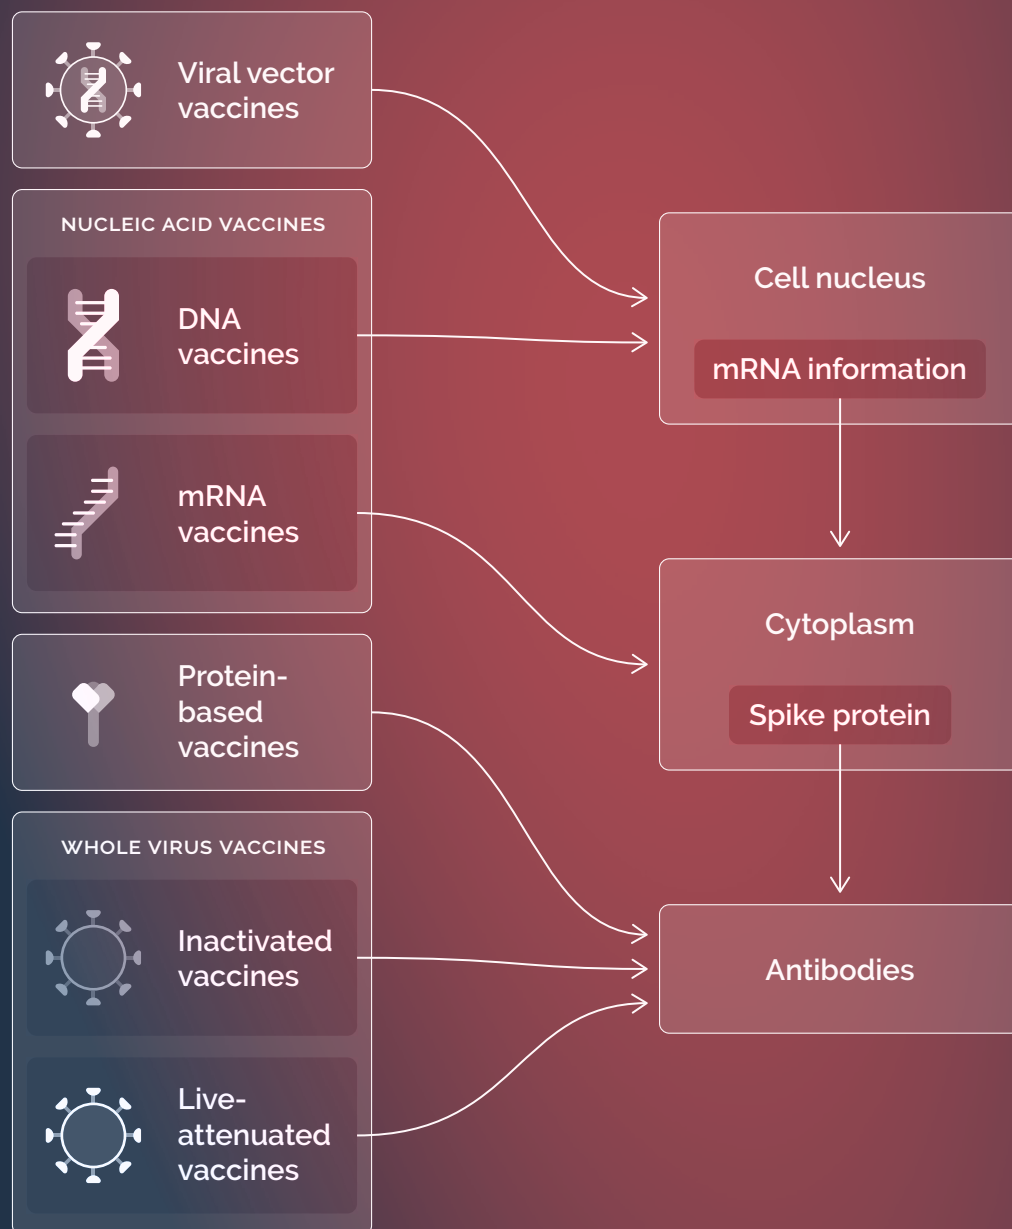 Viral vector
vaccines
NUCLEIC ACID VACCINES
DNA
vaccines
mRNA
vaccines
Protein-
based
vaccines
WHOLE VIRUS VACCINES
Inactivated
vaccines
Live-
attenuated
vaccines
Cell nucleus
mRNA information
Cytoplasm
Spike protein
Antibodies